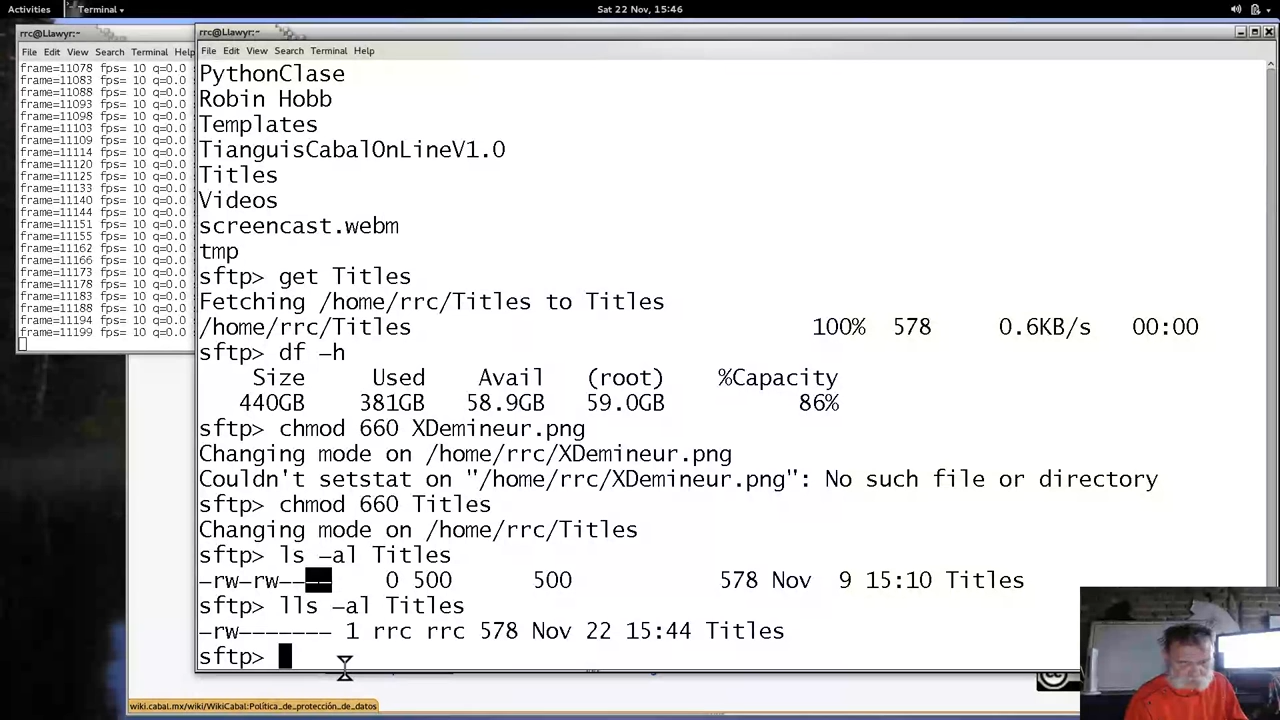 Activities
Terminal
Sat 22 Nov, 15:46
rrc@Llawyr:~
File Edit View Search Terminal Help
frame=11078 fps= 10 q=0.0
frame=11083 fps= 10 q=0.0
frame=11088 fps= 10 q=0.0
frame=11093 fps= 10 q=0.0
frame=11098 fps= 10 q=0.0
frame=11103 fps= 10 q=0.0
frame=11109 fps= 10 q=0.0
frame=11114 fps= 10 q=0.0
frame=11120 fps= 10 q=0.0
frame=11125 fps= 10 q=0.0
frame=11133 fps= 10 q=0.0
frame=11140 fps= 10 q=0.0
frame=11144 fps= 10 q=0.0
frame=11151 fps= 10 q=0.0
frame=11155 fps= 10 q=0.0
frame=11162 fps= 10 q=0.0
frame=11166 fps= 10 q=0.0
frame=11173 fps= 10 q=0.0
frame=11178 fps= 10 q=0.0
frame=11183 fps= 10 q=0.0
frame=11188 fps= 10 q=0.0
frame=11194 fps= 10 q=0.0
frame=11199 fps= 10 q=0.0
rrc@Llawyr:~
File Edit View Search Terminal Help
PythonClase
Robin Hobb
Templates
TianguisCabalOnLineV1.0
Titles
Videos
screencast.webm
tmp
sftp> get Titles
Fetching /home/rrc/Titles to Titles
/home/rrc/Titles 100% 578 0.6KB/s 00:00
sftp> df -h
Size Used Avail (root) %Capacity
440GB 381GB 58.9GB 59.0GB 86%
sftp> chmod 660 XDemineur.png
Changing mode on /home/rrc/XDemineur.png
Couldn't setstat on "/home/rrc/XDemineur.png": No such file or directory
sftp> chmod 660 Titles
Changing mode on /home/rrc/Titles
sftp> ls -al Titles
-rw-rw---- 0 500 500 578 Nov 9 15:10 Titles
sftp> lls -al Titles
-rw------- 1 rrc rrc 578 Nov 22 15:44 Titles
sftp>
wiki.cabal.mx/wiki/WikiCabal:Política_de_protección_de_datos